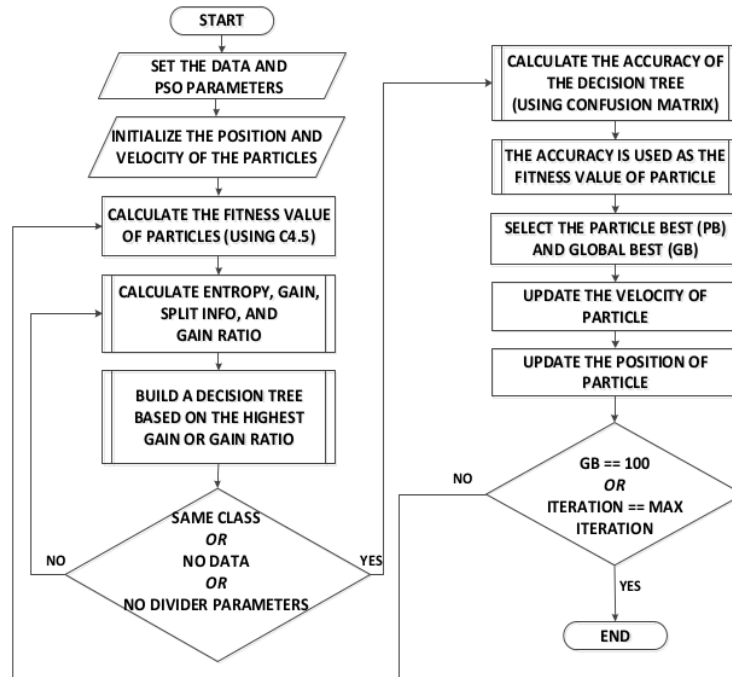 START
SET THE DATA AND
PSO PARAMETERS
INITIALIZE THE POSITION AND
VELOCITY OF THE PARTICLES
CALCULATE THE FITNESS VALUE
OF PARTICLES (USING C4.5)
CALCULATE ENTROPY, GAIN,
SPLIT INFO, AND
GAIN RATIO
BUILD A DECISION TREE
BASED ON THE HIGHEST
GAIN OR GAIN RATIO
SAME CLASS
OR
NO DATA
OR
NO DIVIDER PARAMETERS
NO
YES
CALCULATE THE ACCURACY OF
THE DECISION TREE
(USING CONFUSION MATRIX)
THE ACCURACY IS USED AS THE
FITNESS VALUE OF PARTICLE
SELECT THE PARTICLE BEST (PB)
AND GLOBAL BEST (GB)
UPDATE THE VELOCITY OF
PARTICLE
UPDATE THE POSITION OF
PARTICLE
GB == 100
OR
ITERATION == MAX
ITERATION
NO
YES
END